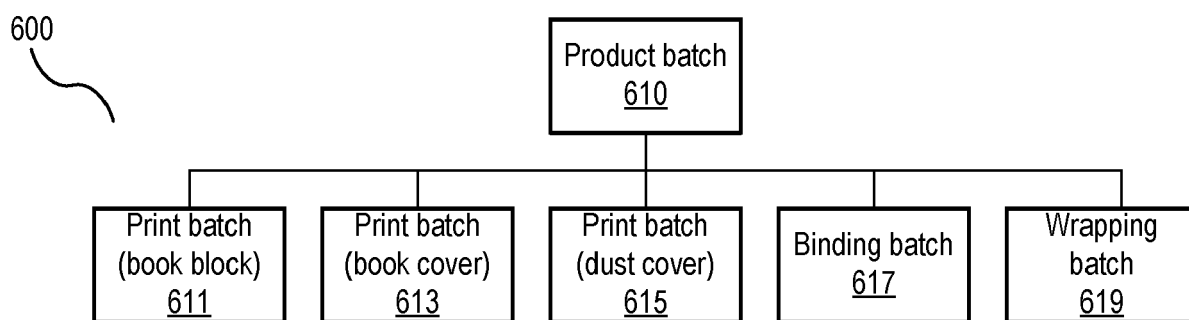 600
Product batch
610
Print batch
(book block)
611
Print batch
(book cover)
613
Print batch
(dust cover)
615
Binding batch
617
Wrapping
batch
619